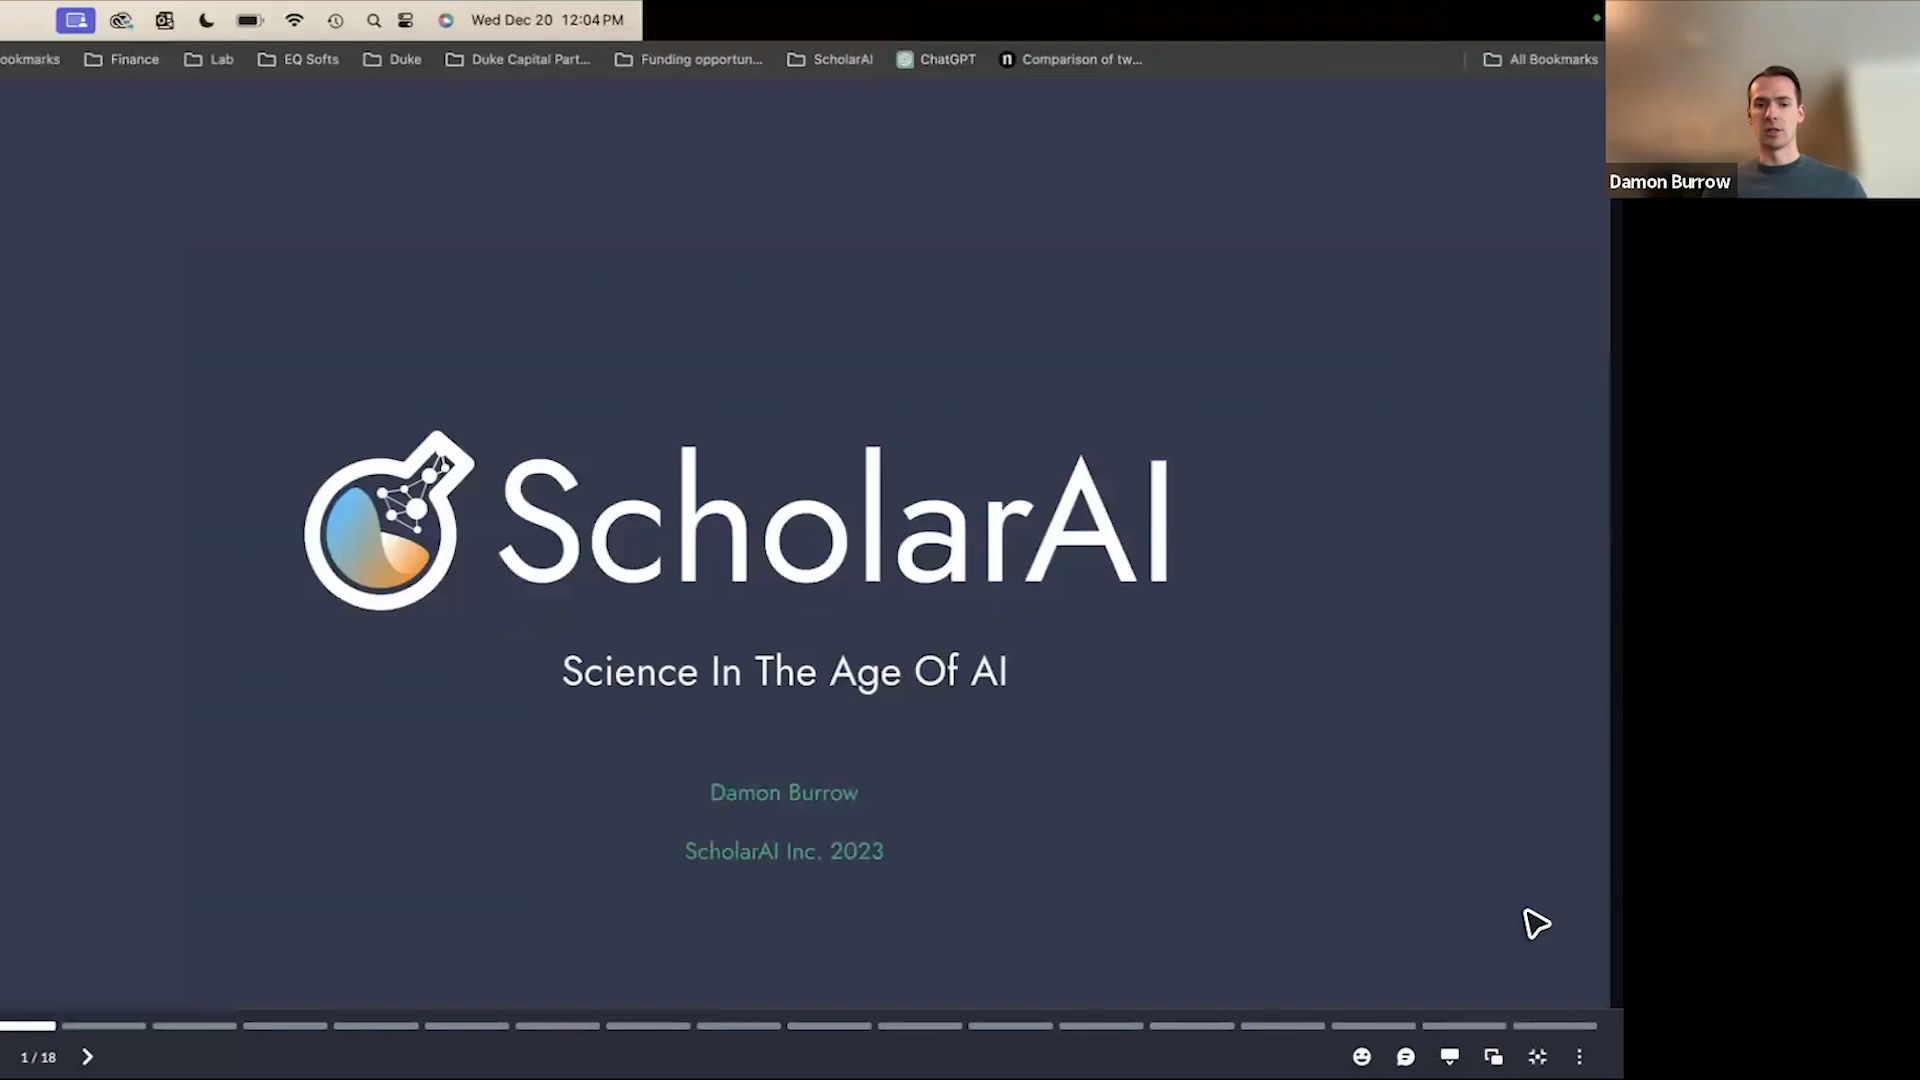 Wed Dec 20 12:04 PM
ookmarks Finance Lab EQ Softs Duke Duke Capital Part... Funding opportun... ScholarAI ChatGPT Comparison of tw... All Bookmarks
Damon Burrow
ScholarAI
Science In The Age Of AI
Damon Burrow
ScholarAI Inc. 2023
1 / 18